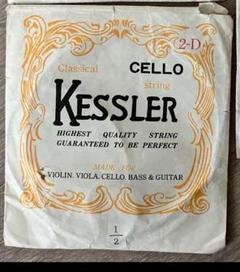 2-D
Classical CELLO
string
KESSLER
HIGHEST QUALITY STRING
GUARANTEED TO BE PERFECT
MADE FOR
VIOLIN, VIOLA, CELLO, BASS & GUITAR
1
2